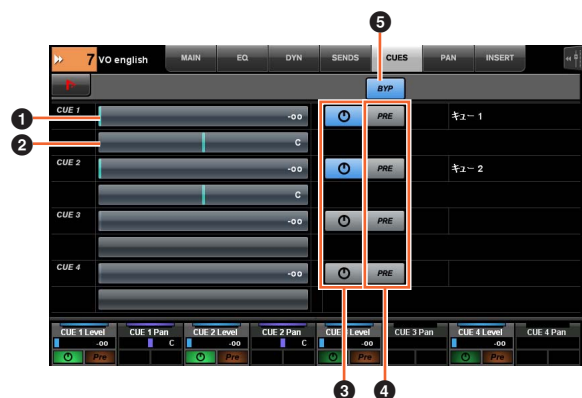 5
7 VO english MAIN EQ DYN SENDS CUES PAN INSERT
BYP
1 CUE 1 -oo PRE キュー 1
2 C
CUE 2 -oo PRE キュー 2
C
CUE 3 -oo PRE
CUE 4 -oo PRE
CUE 1 Level CUE 1 Pan CUE 2 Level CUE 2 Pan CUE 3 Pan CUE 4 Level CUE 4 Pan
-oo C -oo C -oo -oo
Pre Pre Pre Pre
3 4